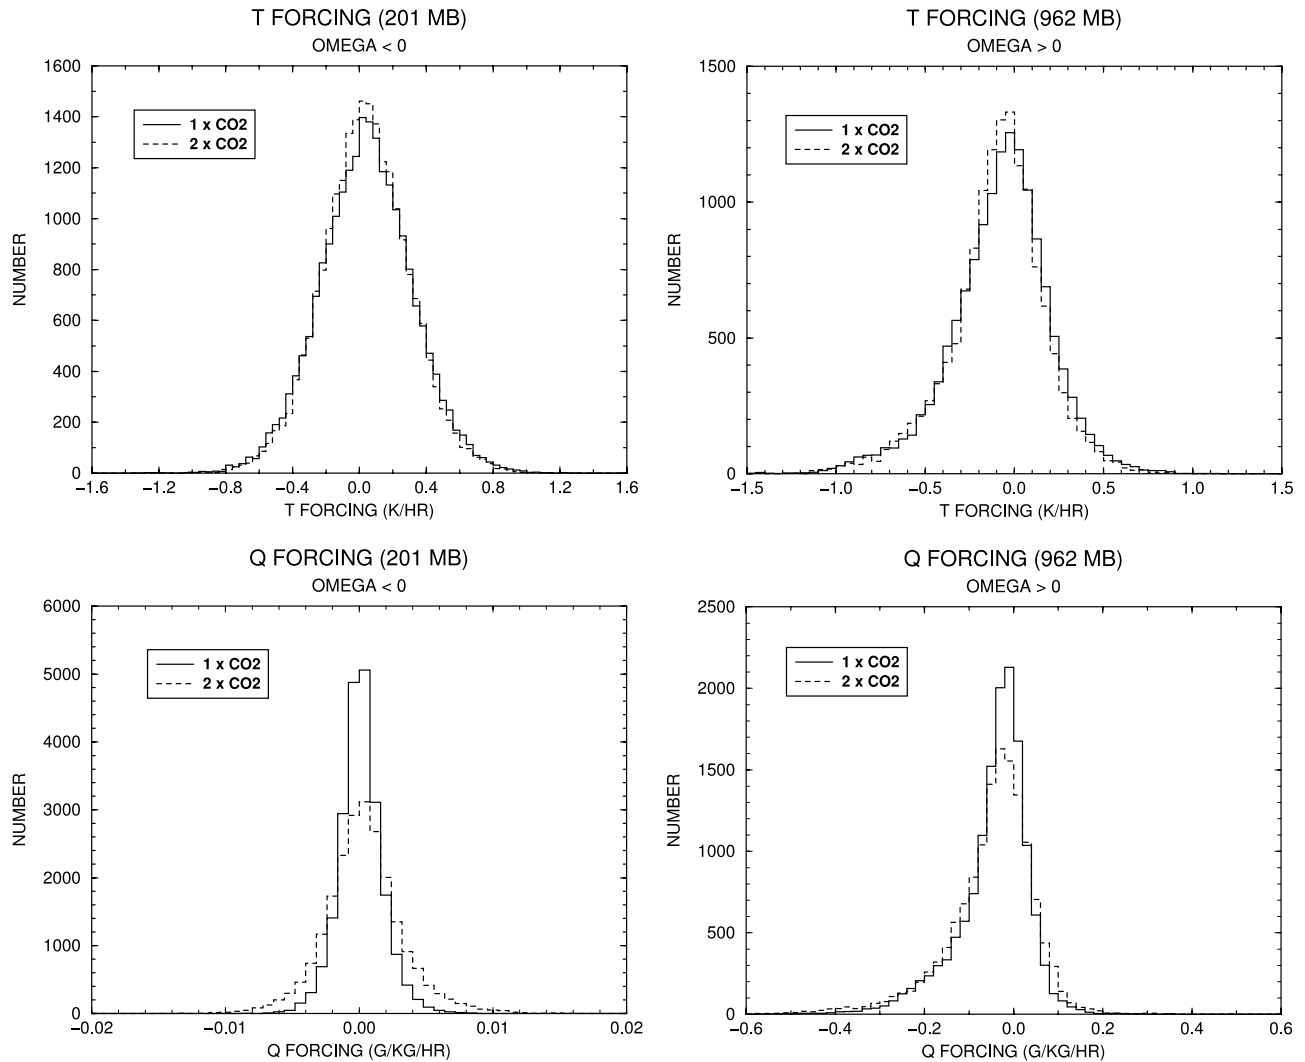 T FORCING (201 MB)
OMEGA < 0
1600
1400
1200
1000
800
600
400
200
0
NUMBER
1 x CO2
2 x CO2
−1.6 −1.2 −0.8 −0.4 0.0 0.4 0.8 1.2 1.6
T FORCING (K/HR)
T FORCING (962 MB)
OMEGA > 0
1500
1000
500
0
NUMBER
1 x CO2
2 x CO2
−1.5 −1.0 −0.5 0.0 0.5 1.0 1.5
T FORCING (K/HR)
Q FORCING (201 MB)
OMEGA < 0
6000
5000
4000
3000
2000
1000
0
NUMBER
1 x CO2
2 x CO2
−0.02 −0.01 0.00 0.01 0.02
Q FORCING (G/KG/HR)
Q FORCING (962 MB)
OMEGA > 0
2500
2000
1500
1000
500
0
NUMBER
1 x CO2
2 x CO2
−0.6 −0.4 −0.2 0.0 0.2 0.4 0.6
Q FORCING (G/KG/HR)